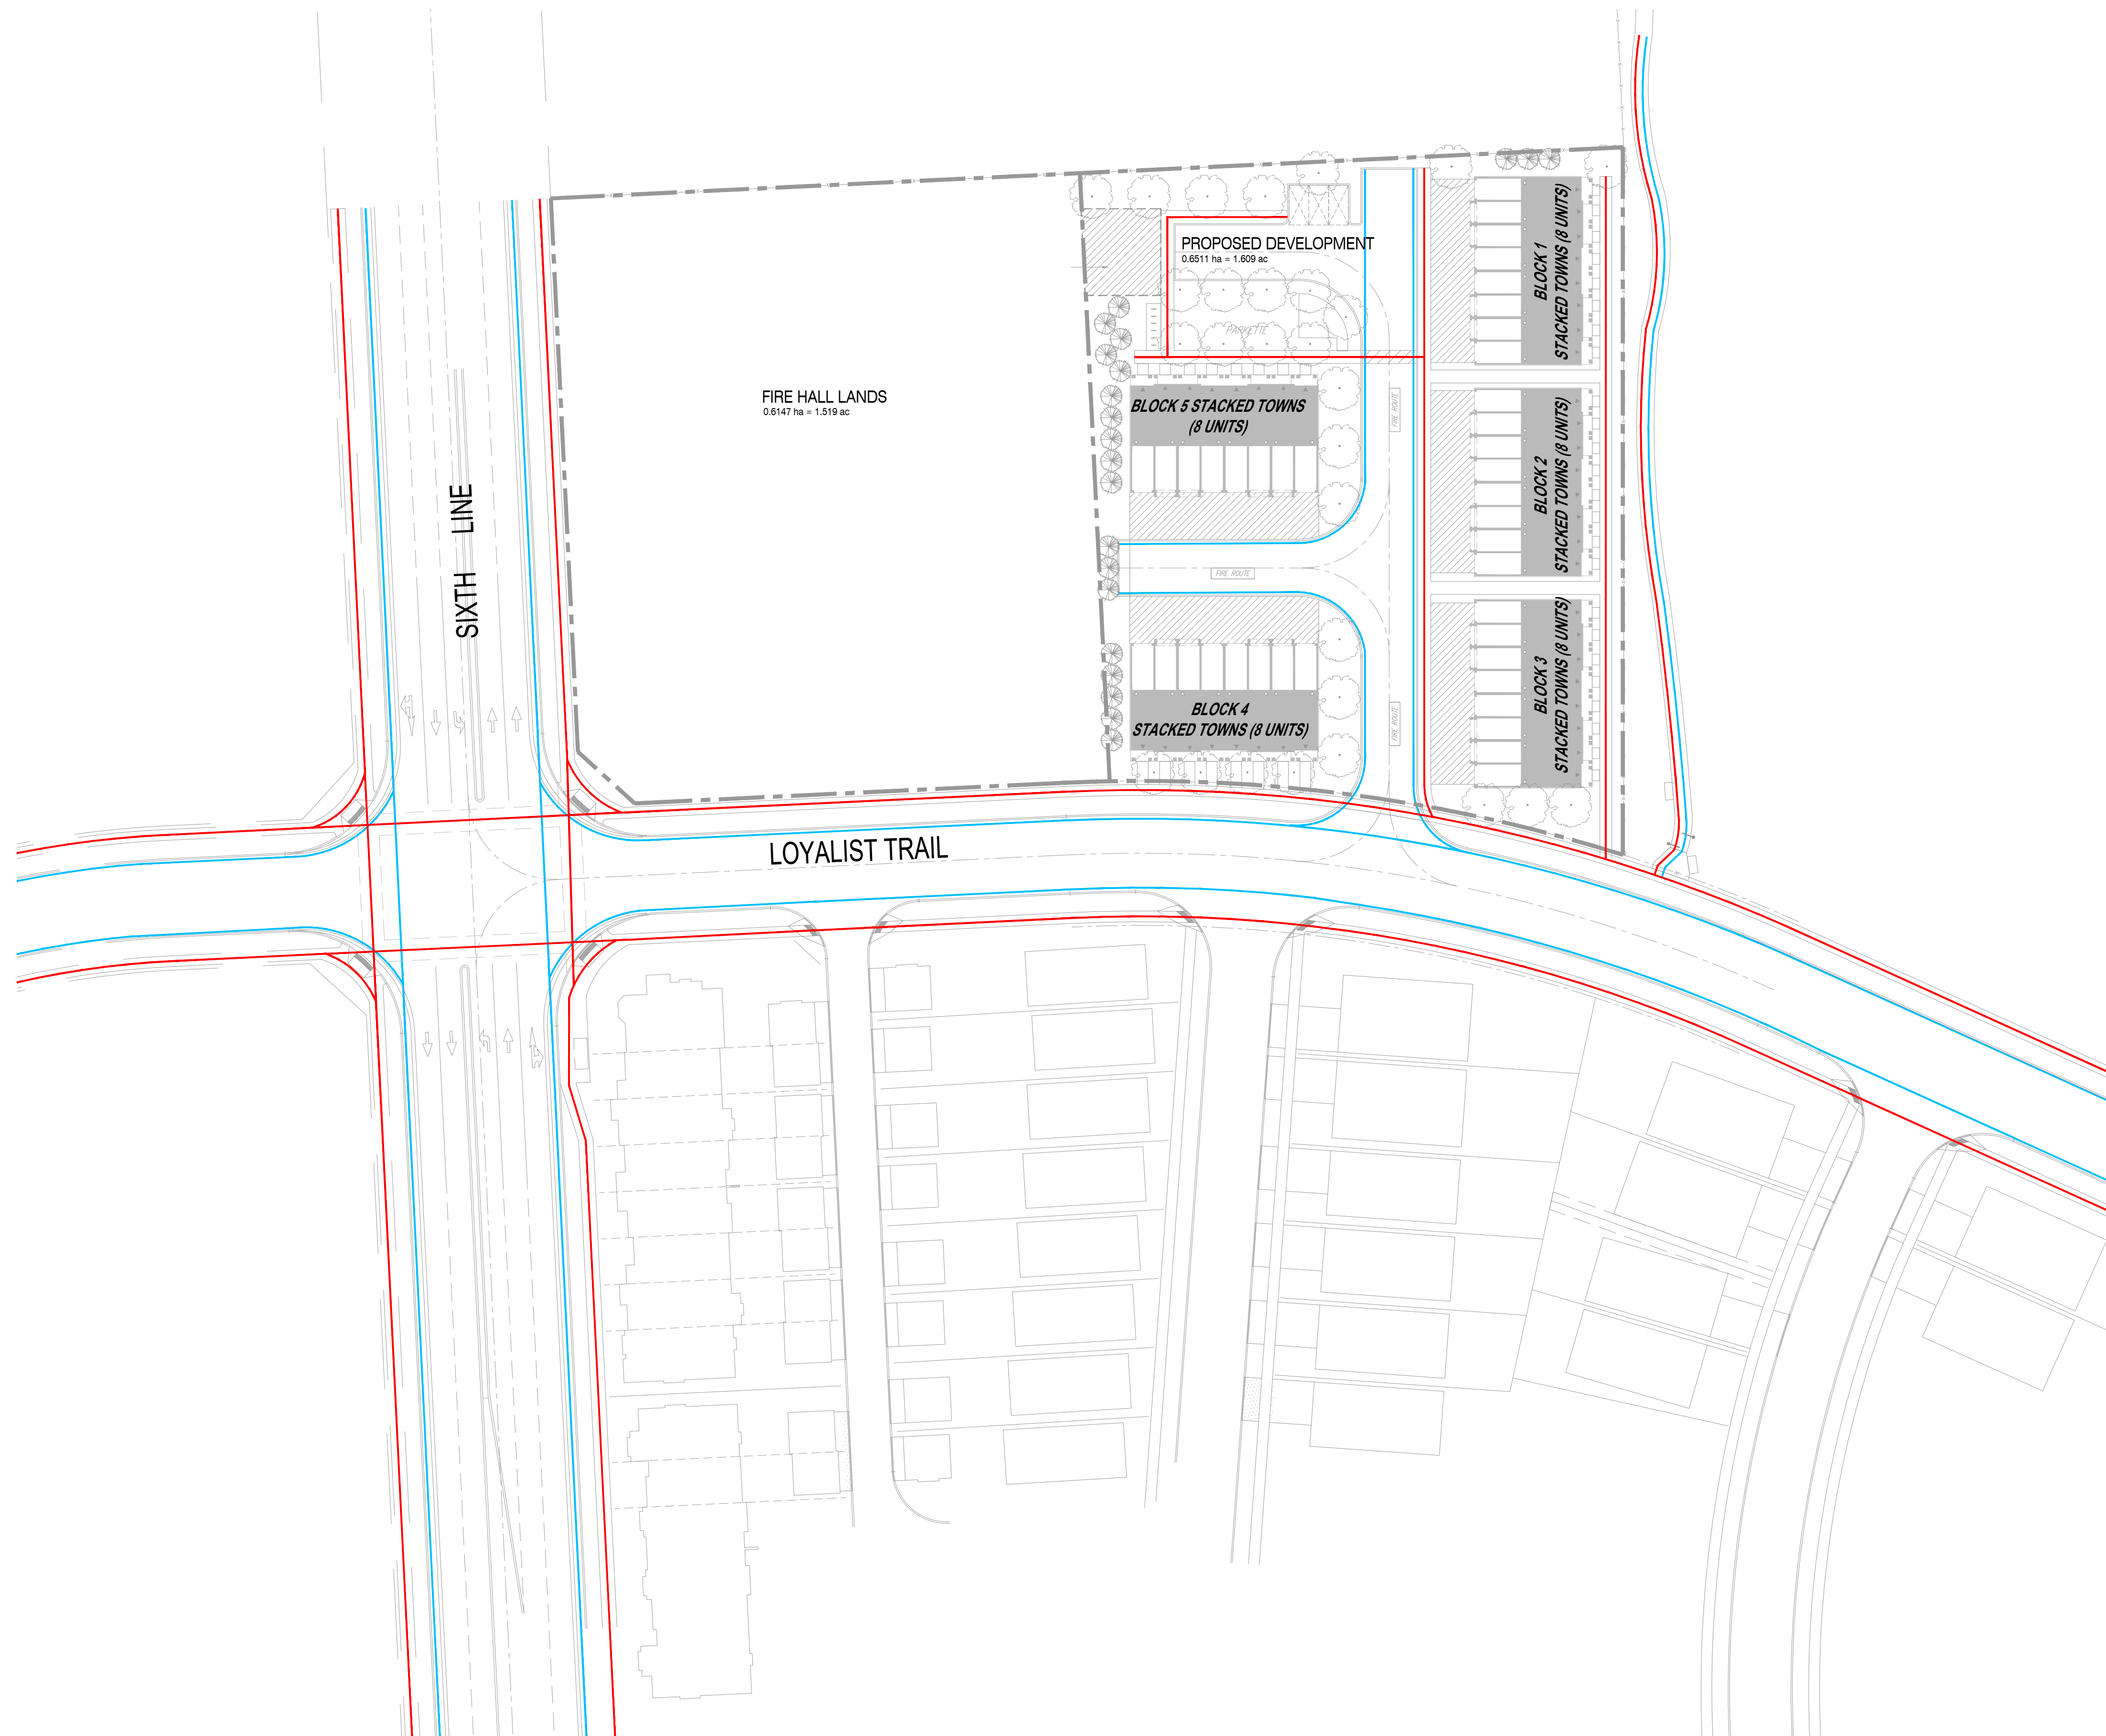 PROPOSED DEVELOPMENT
0.6511 ha = 1.609 ac
BLOCK 1
STACKED TOWNS (8 UNITS)
PARKETTE
FIRE HALL LANDS
0.6147 ha = 1.519 ac
BLOCK 5 STACKED TOWNS
(8 UNITS)
FIRE ROUTE
BLOCK 2
STACKED TOWNS (8 UNITS)
SIXTH LINE
FIRE ROUTE
BLOCK 3
STACKED TOWNS (8 UNITS)
BLOCK 4
STACKED TOWNS (8 UNITS)
FIRE ROUTE
LOYALIST TRAIL